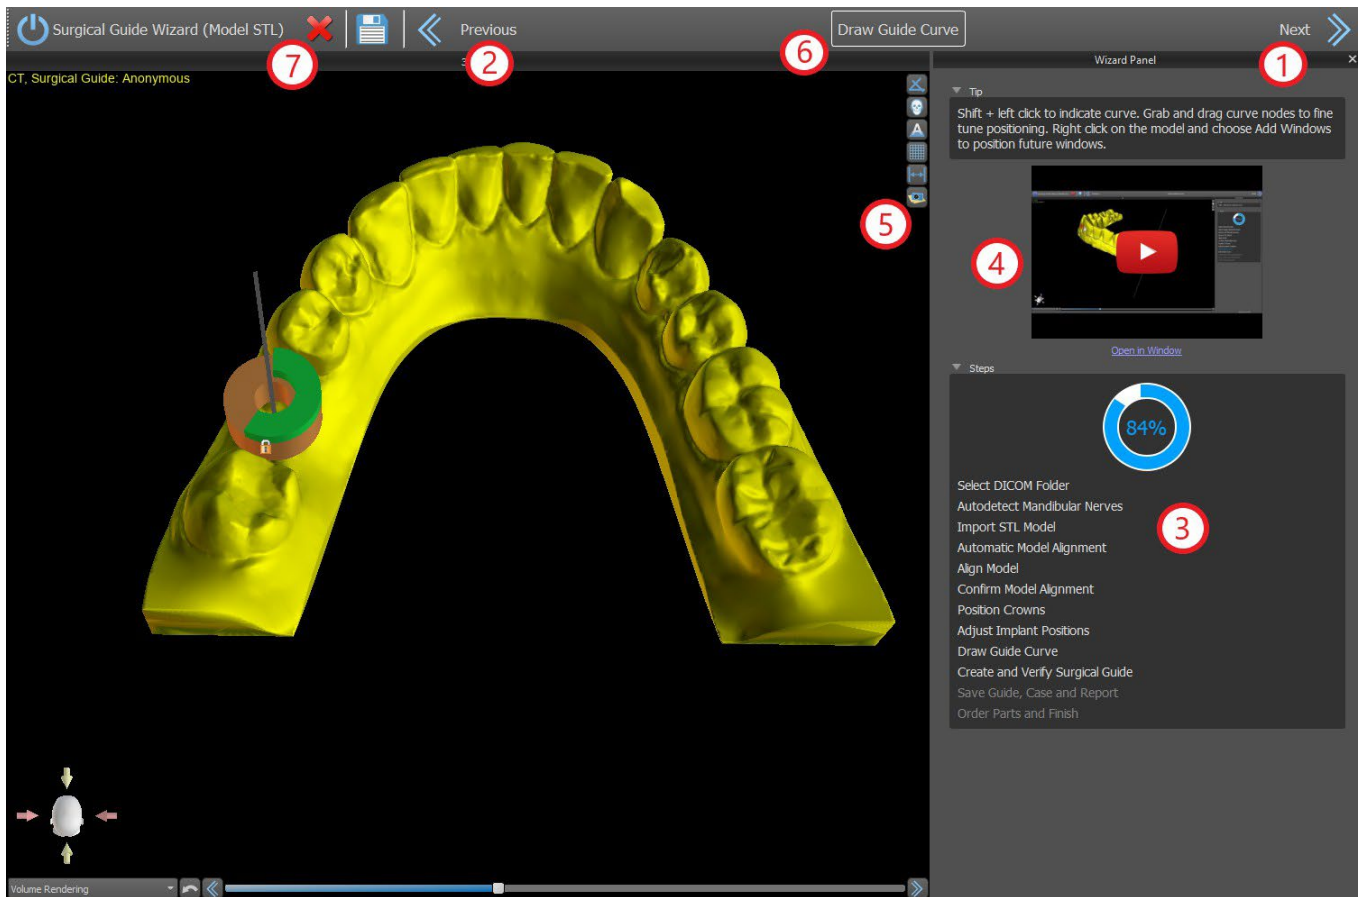 Surgical Guide Wizard (Model STL)
Previous
Draw Guide Curve
Next
7
2
6
1
3
Wizard Panel
CT, Surgical Guide: Anonymous
Tip
Shift + left click to indicate curve. Grab and drag curve nodes to fine
tune positioning. Right click on the model and choose Add Windows
to position future windows.
5
4
Open in Window
Steps
84%
Select DICOM Folder
Autodetect Mandibular Nerves
3
Import STL Model
Automatic Model Alignment
Align Model
Confirm Model Alignment
Position Crowns
Adjust Implant Positions
Draw Guide Curve
Create and Verify Surgical Guide
Save Guide, Case and Report
Order Parts and Finish
Volume Rendering